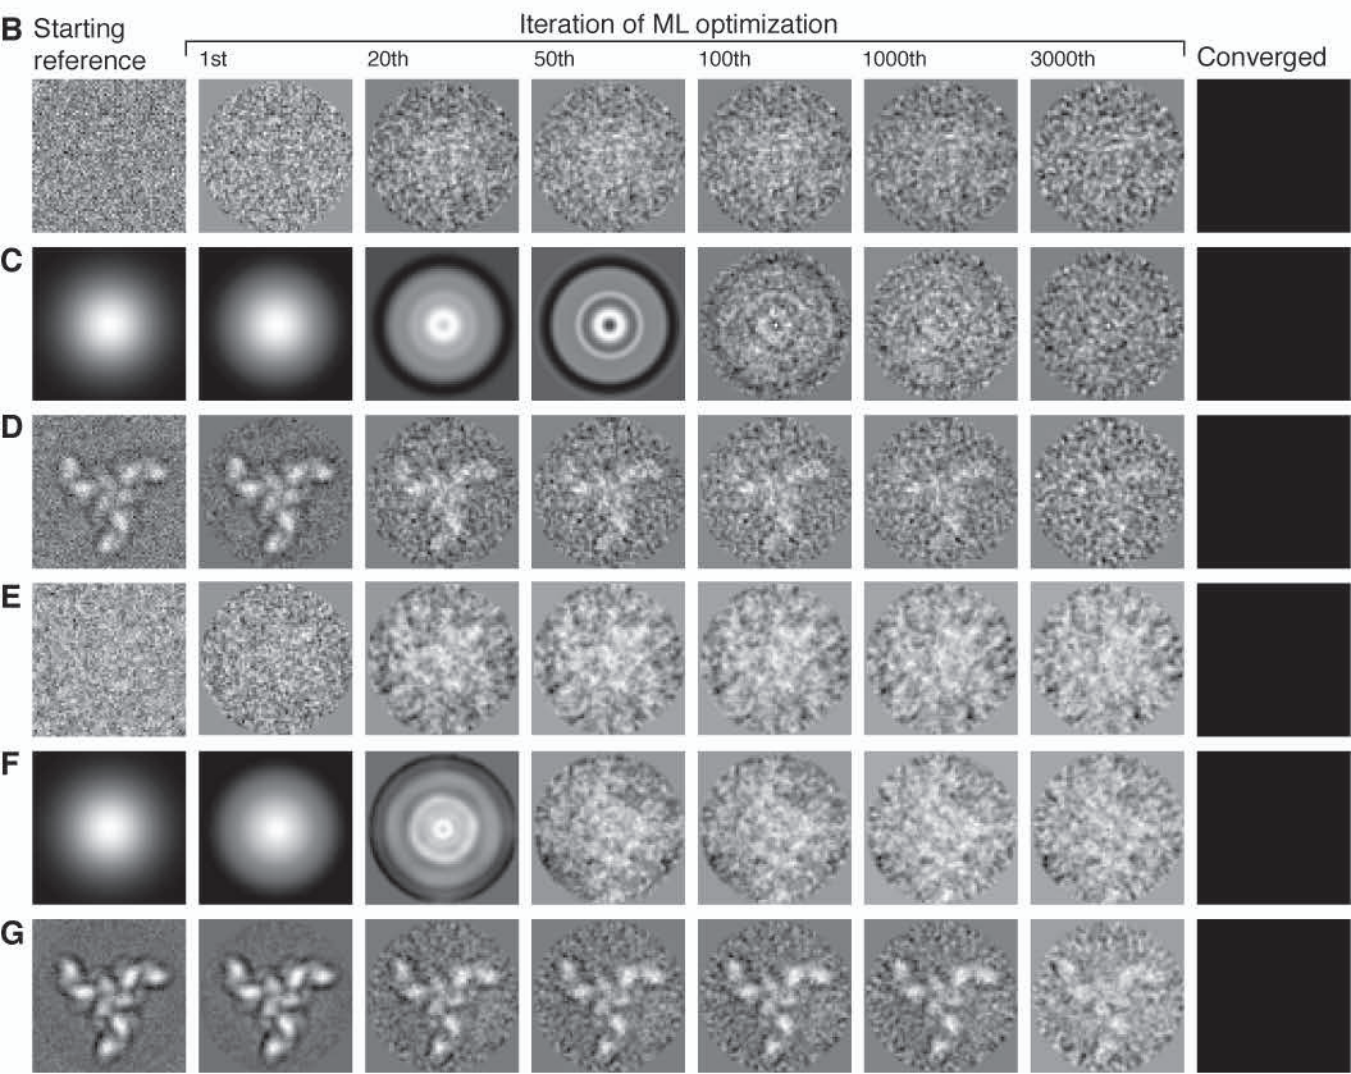 B Starting reference
Iteration of ML optimization
1st 20th 50th 100th 1000th 3000th Converged
C
D
E
F
G